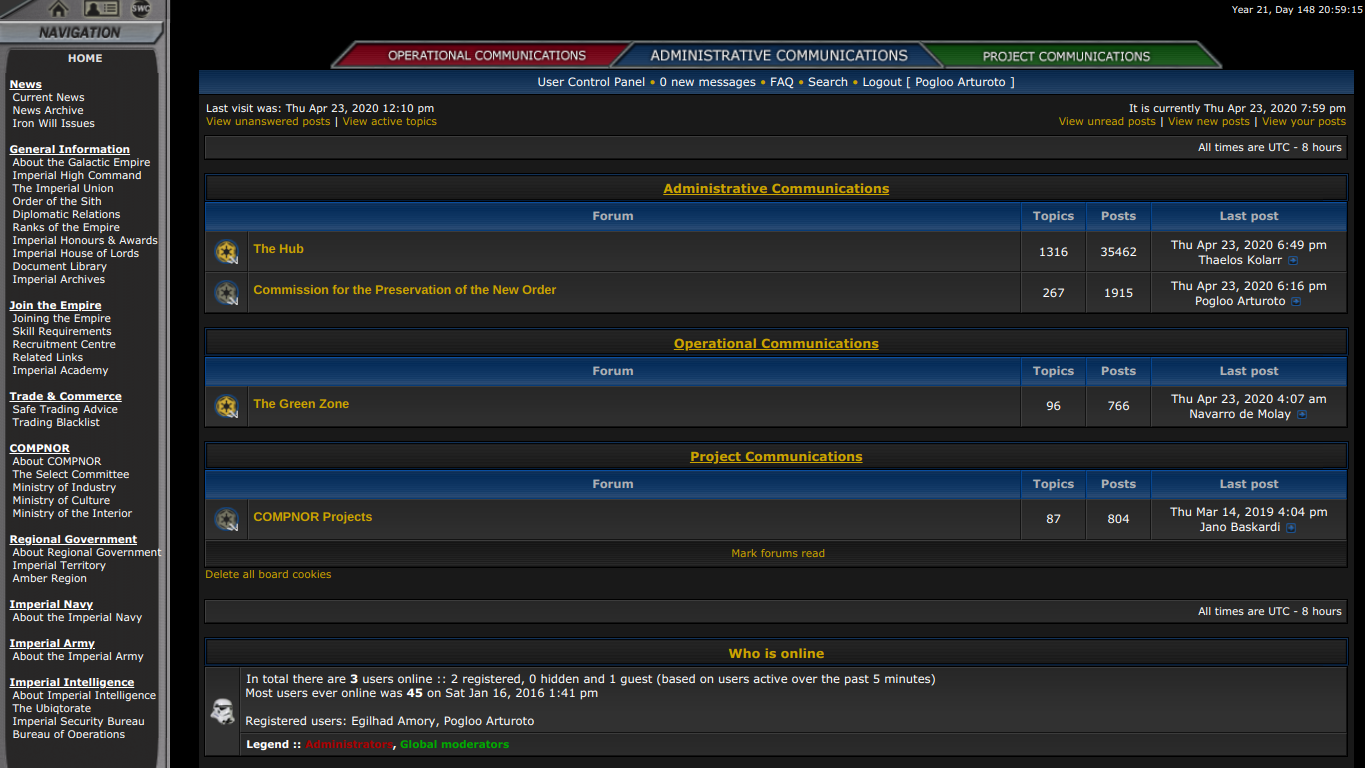 SWC
Year 21, Day 148 20:59:15
NAVIGATION
HOME
News
Current News
News Archive
Iron Will Issues
General Information
About the Galactic Empire
Imperial High Command
The Imperial Union
Order of the Sith
Diplomatic Relations
Ranks of the Empire
Imperial Honours & Awards
Imperial House of Lords
Document Library
Imperial Archives
Join the Empire
Joining the Empire
Skill Requirements
Recruitment Centre
Related Links
Imperial Academy
Trade & Commerce
Safe Trading Advice
Trading Blacklist
COMPNOR
About COMPNOR
The Select Committee
Ministry of Industry
Ministry of Culture
Ministry of the Interior
Regional Government
About Regional Government
Imperial Territory
Amber Region
Imperial Navy
About the Imperial Navy
Imperial Army
About the Imperial Army
Imperial Intelligence
About Imperial Intelligence
The Ubiqtorate
Imperial Security Bureau
Bureau of Operations
OPERATIONAL COMMUNICATIONS ADMINISTRATIVE COMMUNICATIONS PROJECT COMMUNICATIONS
User Control Panel • 0 new messages • FAQ • Search • Logout [ Pogloo Arturoto ]
Last visit was: Thu Apr 23, 2020 12:10 pm It is currently Thu Apr 23, 2020 7:59 pm
View unanswered posts | View active topics View unread posts | View new posts | View your posts
All times are UTC - 8 hours
Administrative Communications
Forum Topics Posts Last post
The Hub 1316 35462 Thu Apr 23, 2020 6:49 pm
Thaelos Kolarr
Commission for the Preservation of the New Order 267 1915 Thu Apr 23, 2020 6:16 pm
Pogloo Arturoto
Operational Communications
Forum Topics Posts Last post
The Green Zone 96 766 Thu Apr 23, 2020 4:07 am
Navarro de Molay
Project Communications
Forum Topics Posts Last post
COMPNOR Projects 87 804 Thu Mar 14, 2019 4:04 pm
Jano Baskardi
Mark forums read
Delete all board cookies
All times are UTC - 8 hours
Who is online
In total there are 3 users online :: 2 registered, 0 hidden and 1 guest (based on users active over the past 5 minutes)
Most users ever online was 45 on Sat Jan 16, 2016 1:41 pm
Registered users: Egilhad Amory, Pogloo Arturoto
Legend :: Administrators, Global moderators